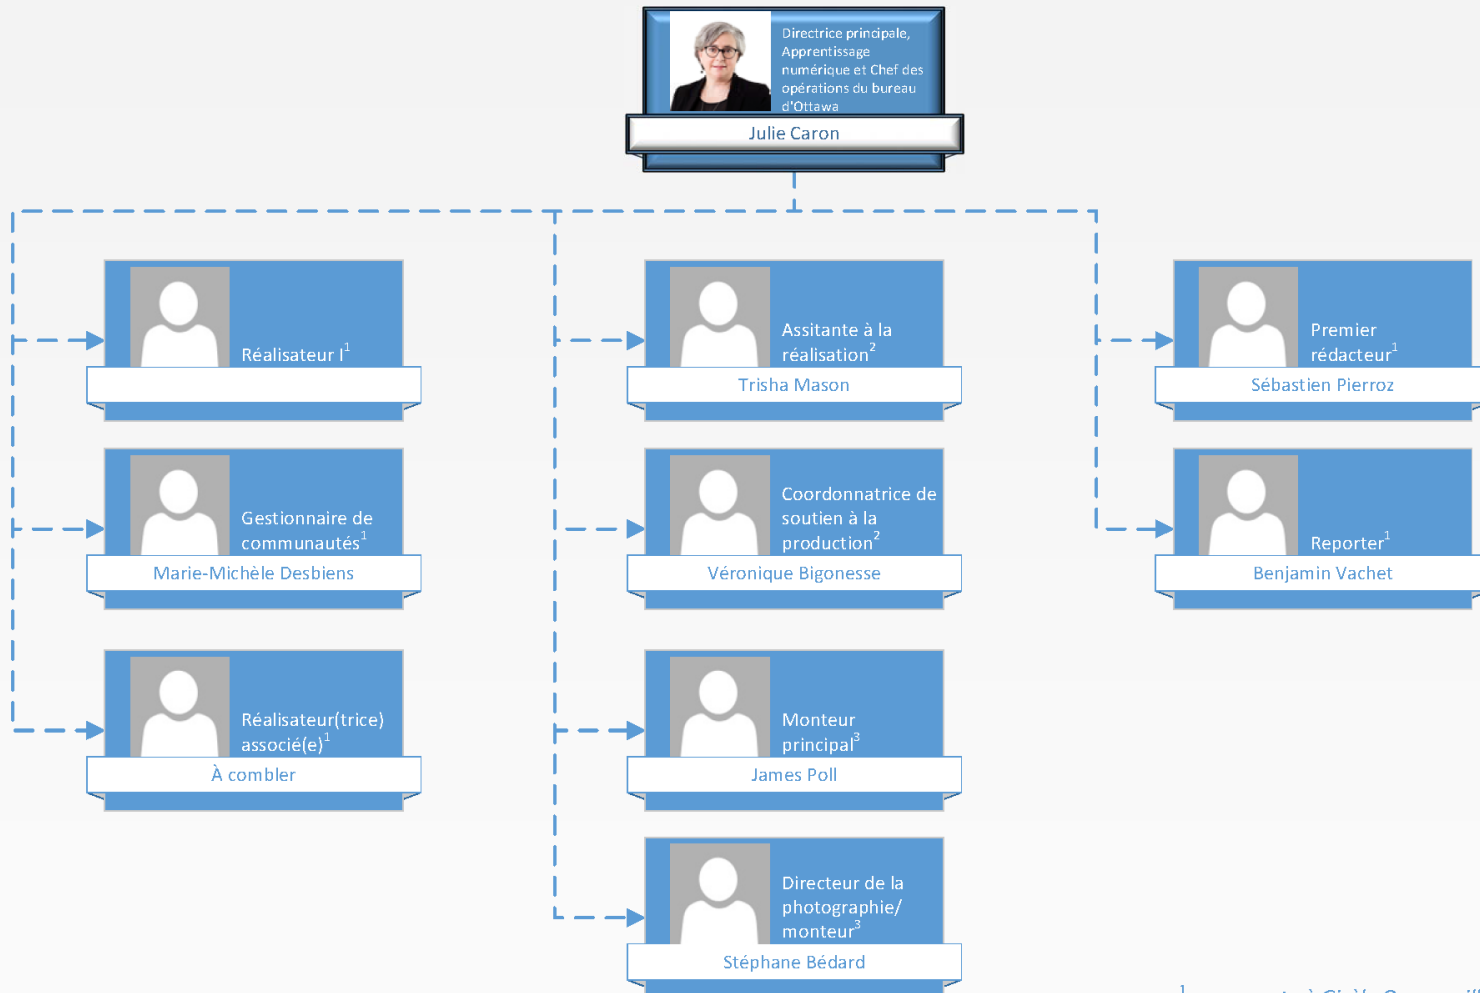 Directrice principale,
Apprentissage
numérique et Chef des
opérations du bureau
d'Ottawa
Julie Caron
Réalisateur I¹
Assitante à la
réalisation²
Trisha Mason
Premier
rédacteur¹
Sébastien Pierroz
Gestionnaire de
communautés¹
Marie-Michèle Desbiens
Coordonnatrice de
soutien à la
production²
Véronique Bigonesse
Reporter¹
Benjamin Vachet
Réalisateur(trice)
associé(e)¹
À combler
Monteur
principal³
James Poll
Directeur de la
photographie/
monteur³
Stéphane Bédard
1